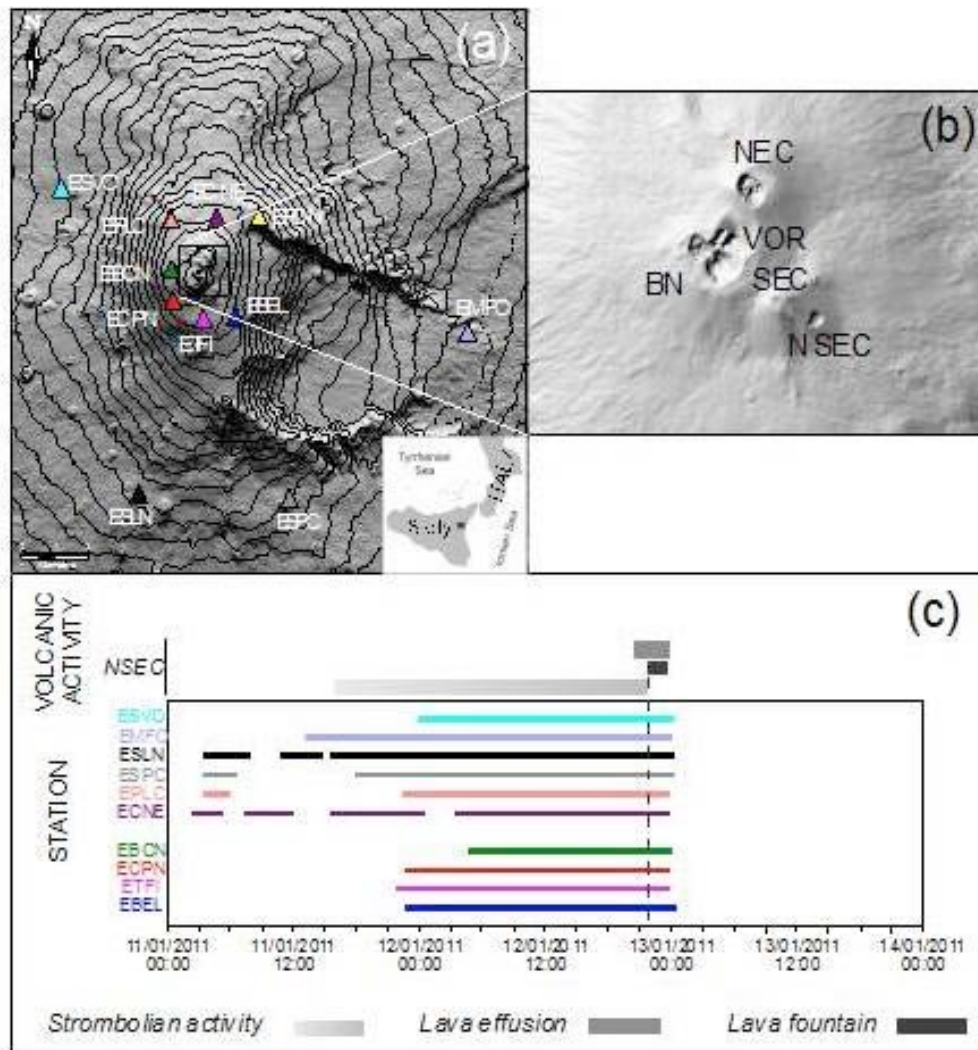 N
(a)
(b)
ESVO
EPLC
EBCN
ECPN
ETFI
EBEL
EMFO
ESLN
ESPC
NEC
VOR
BN
SEC
NSEC
Tyrrhenian
Sea
ITALY
Sicily
Ionian Sea
(c)
VOLCANIC
ACTIVITY
NSEC
STATION
ESVO
EMFO
ESLN
ESPC
EPLC
ECNE
EBCN
ECPN
ETFI
EBEL
11/01/2011 11/01/2011 12/01/2011 12/01/2011 13/01/2011 13/01/2011 14/01/2011
00:00 12:00 00:00 12:00 00:00 12:00 00:00
Strombolian activity Lava effusion Lava fountain